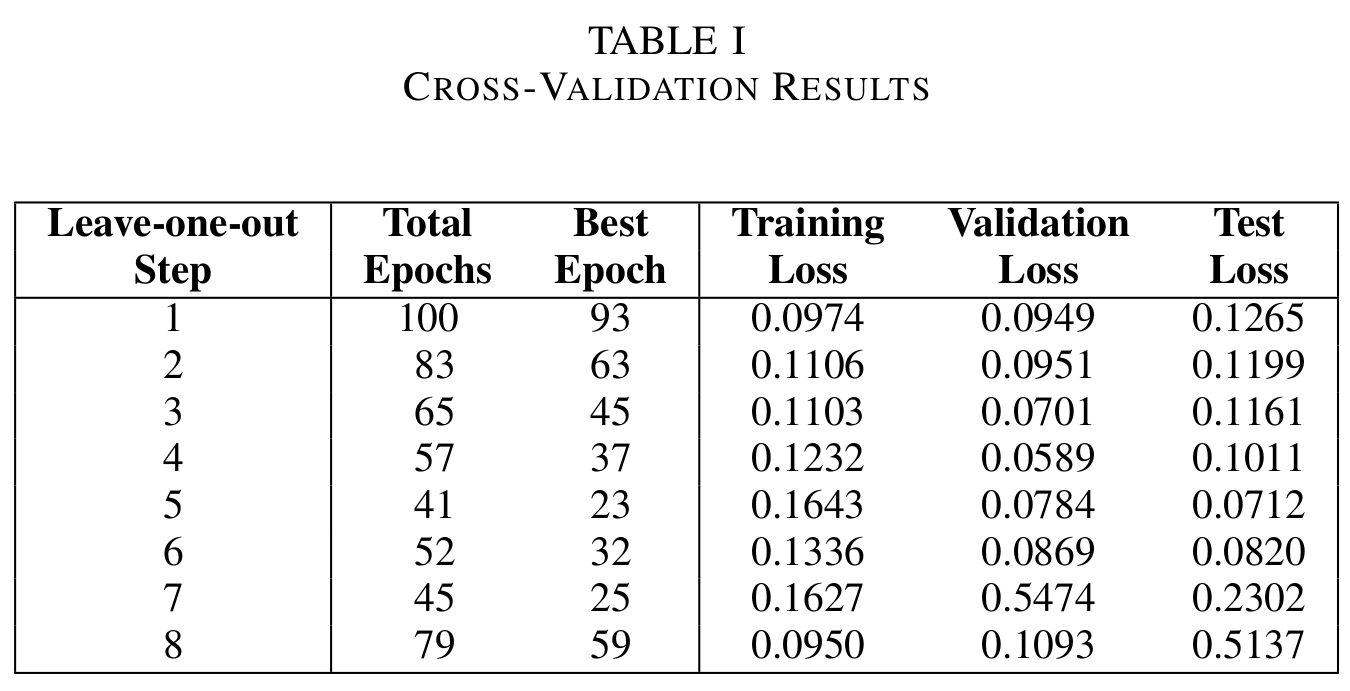 TABLE I
CROSS-VALIDATION RESULTS
Leave-one-out Total Best Training Validation Test
Step Epochs Epoch Loss Loss Loss
1 100 93 0.0974 0.0949 0.1265
2 83 63 0.1106 0.0951 0.1199
3 65 45 0.1103 0.0701 0.1161
4 57 37 0.1232 0.0589 0.1011
5 41 23 0.1643 0.0784 0.0712
6 52 32 0.1336 0.0869 0.0820
7 45 25 0.1627 0.5474 0.2302
8 79 59 0.0950 0.1093 0.5137